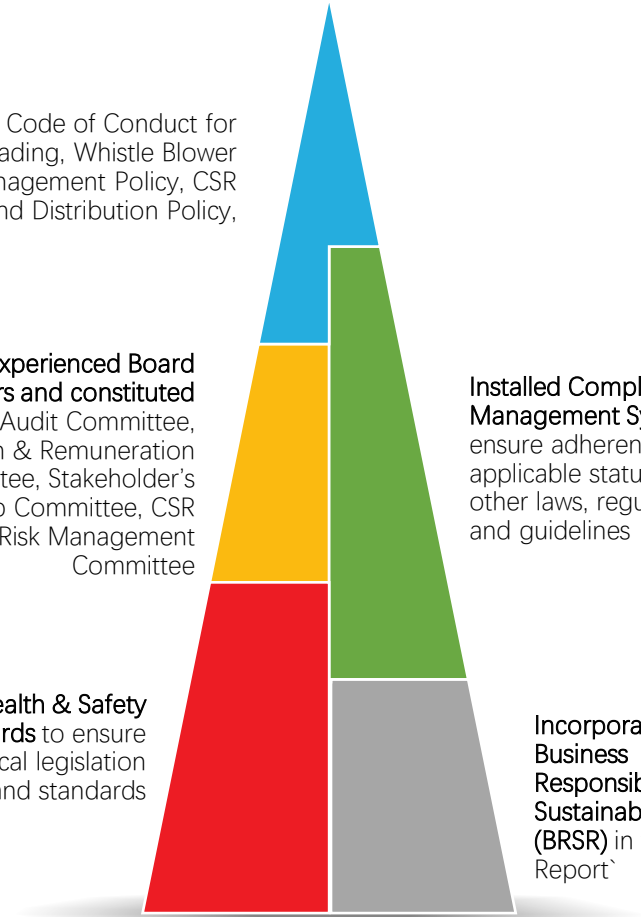 Code of Conduct for
ading, Whistle Blower
nagement Policy, CSR
nd Distribution Policy,
xperienced Board
rs and constituted
Audit Committee,
n & Remuneration
tee, Stakeholder's
p Committee, CSR
Risk Management
Committee
Installed Compl
Management Sy
ensure adheren
applicable statu
other laws, regu
and guidelines
ealth & Safety
rds to ensure
cal legislation
and standards
Incorpora
Business
Responsib
Sustainab
(BRSR) in
Report`